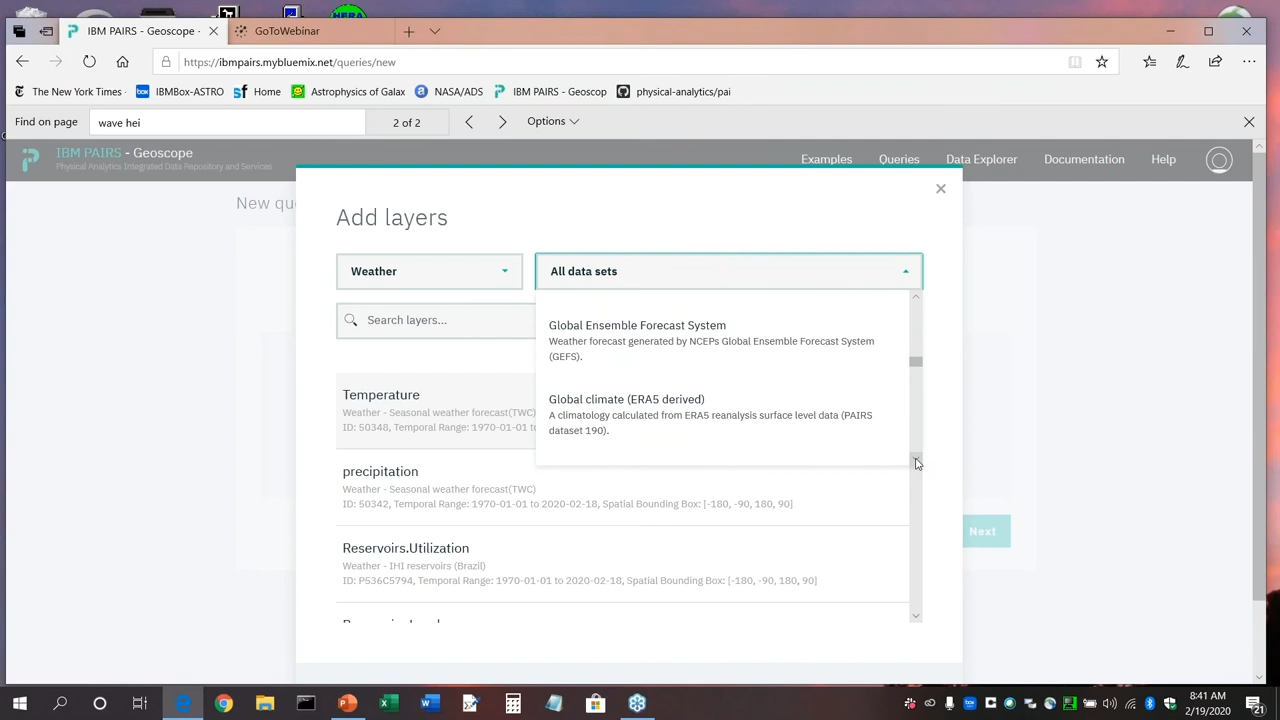 HERA
IBM PAIRS - Geoscope -
GoToWebinar
https://ibmpairs.mybluemix.net/queries/new
The New York Times
IBMBox-ASTRO
Home
Astrophysics of Galax
NASA/ADS
IBM PAIRS - Geoscop
physical-analytics/pai
Find on page
wave hei
2 of 2
Options
IBM PAIRS - Geoscope
Physical Analytics Integrated Data Repository and Services
Examples
Queries
Data Explorer
Documentation
Help
New que
Add layers
Weather
All data sets
Search layers...
Global Ensemble Forecast System
Weather forecast generated by NCEPs Global Ensemble Forecast System
(GEFS).
Global climate (ERA5 derived)
A climatology calculated from ERA5 reanalysis surface level data (PAIRS
dataset 190).
Temperature
Weather - Seasonal weather forecast(TWC)
ID: 50348, Temporal Range: 1970-01-01 to
precipitation
Weather - Seasonal weather forecast(TWC)
ID: 50342, Temporal Range: 1970-01-01 to 2020-02-18, Spatial Bounding Box: [-180, -90, 180, 90]
Reservoirs.Utilization
Weather - IHI reservoirs (Brazil)
ID: P536C5794, Temporal Range: 1970-01-01 to 2020-02-18, Spatial Bounding Box: [-180, -90, 180, 90]
Next
8:41 AM
2/19/2020
21